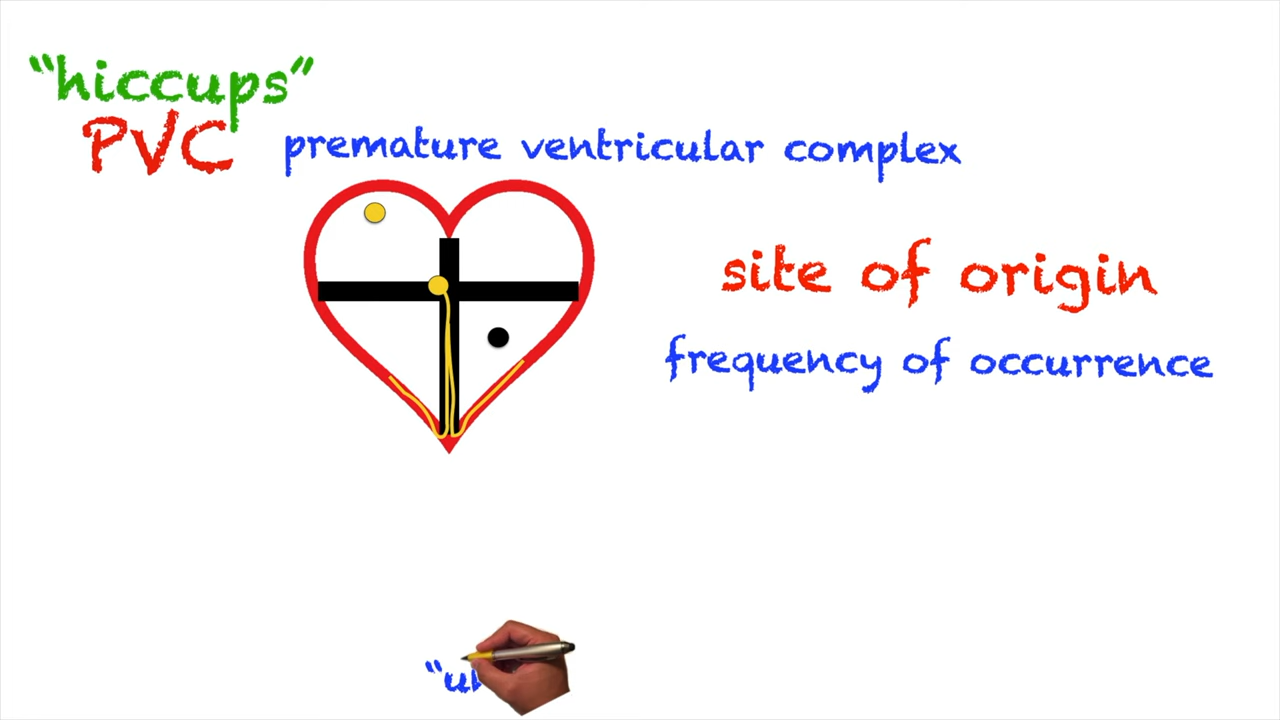 “hiccups”
PVC premature ventricular complex
site of origin
frequency of occurrence